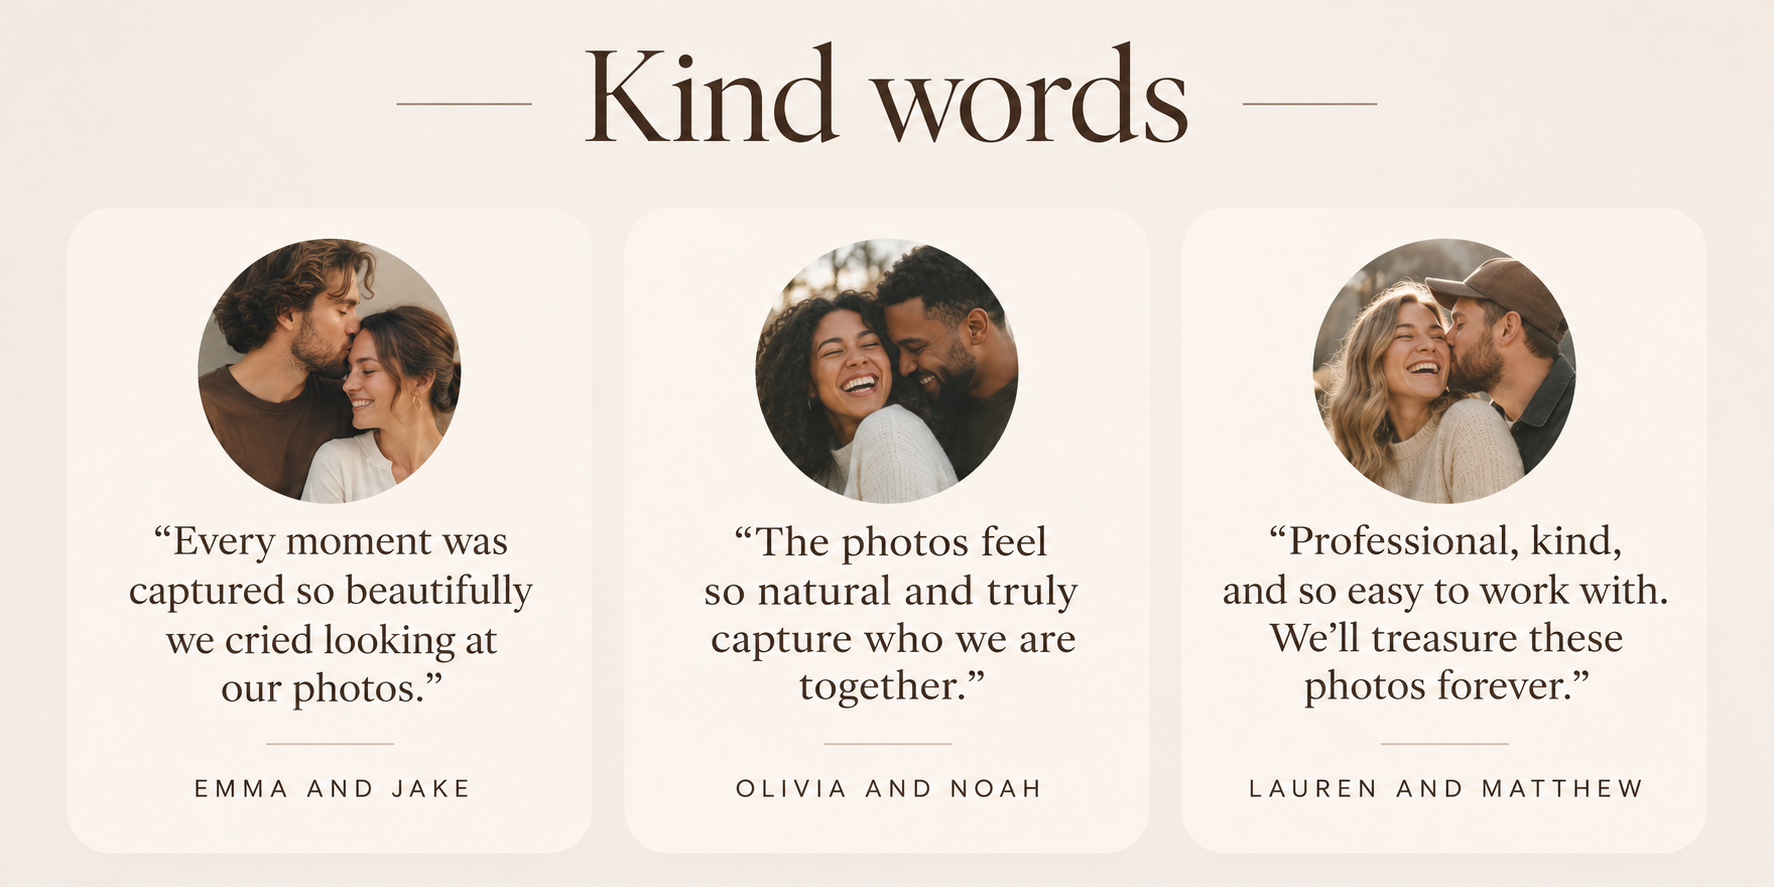 Kind words
“Every moment was
captured so beautifully
we cried looking at
our photos.”
EMMA AND JAKE
“The photos feel
so natural and truly
capture who we are
together.”
OLIVIA AND NOAH
“Professional, kind,
and so easy to work with.
We’ll treasure these
photos forever.”
LAUREN AND MATTHEW